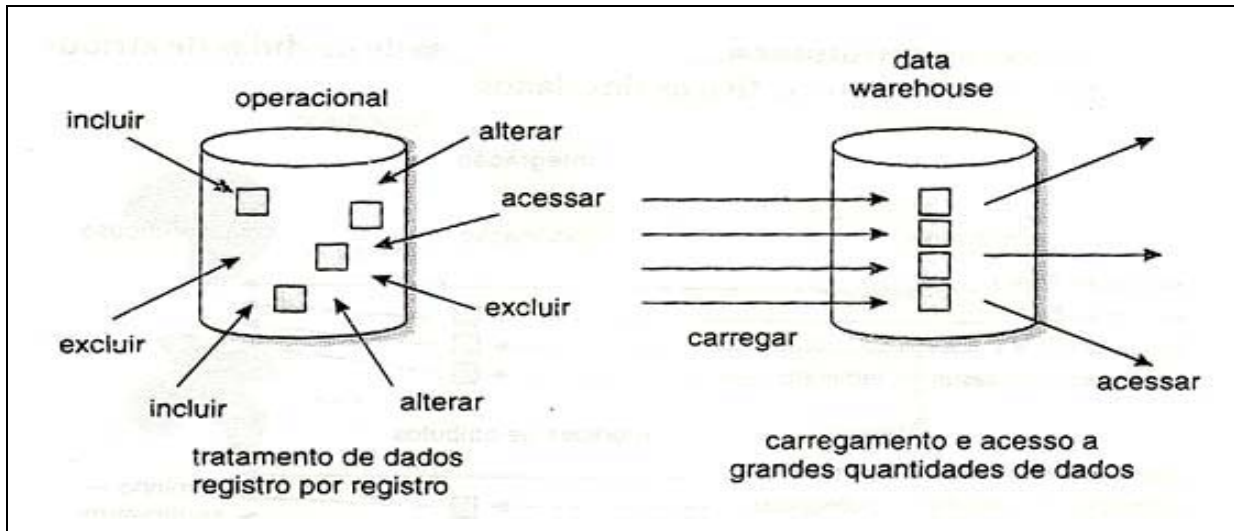 operacional
incluir
alterar
acessar
excluir
excluir
incluir
alterar
tratamento de dados
registro por registro
data
warehouse
carregar
acessar
carregamento e acesso a
grandes quantidades de dados